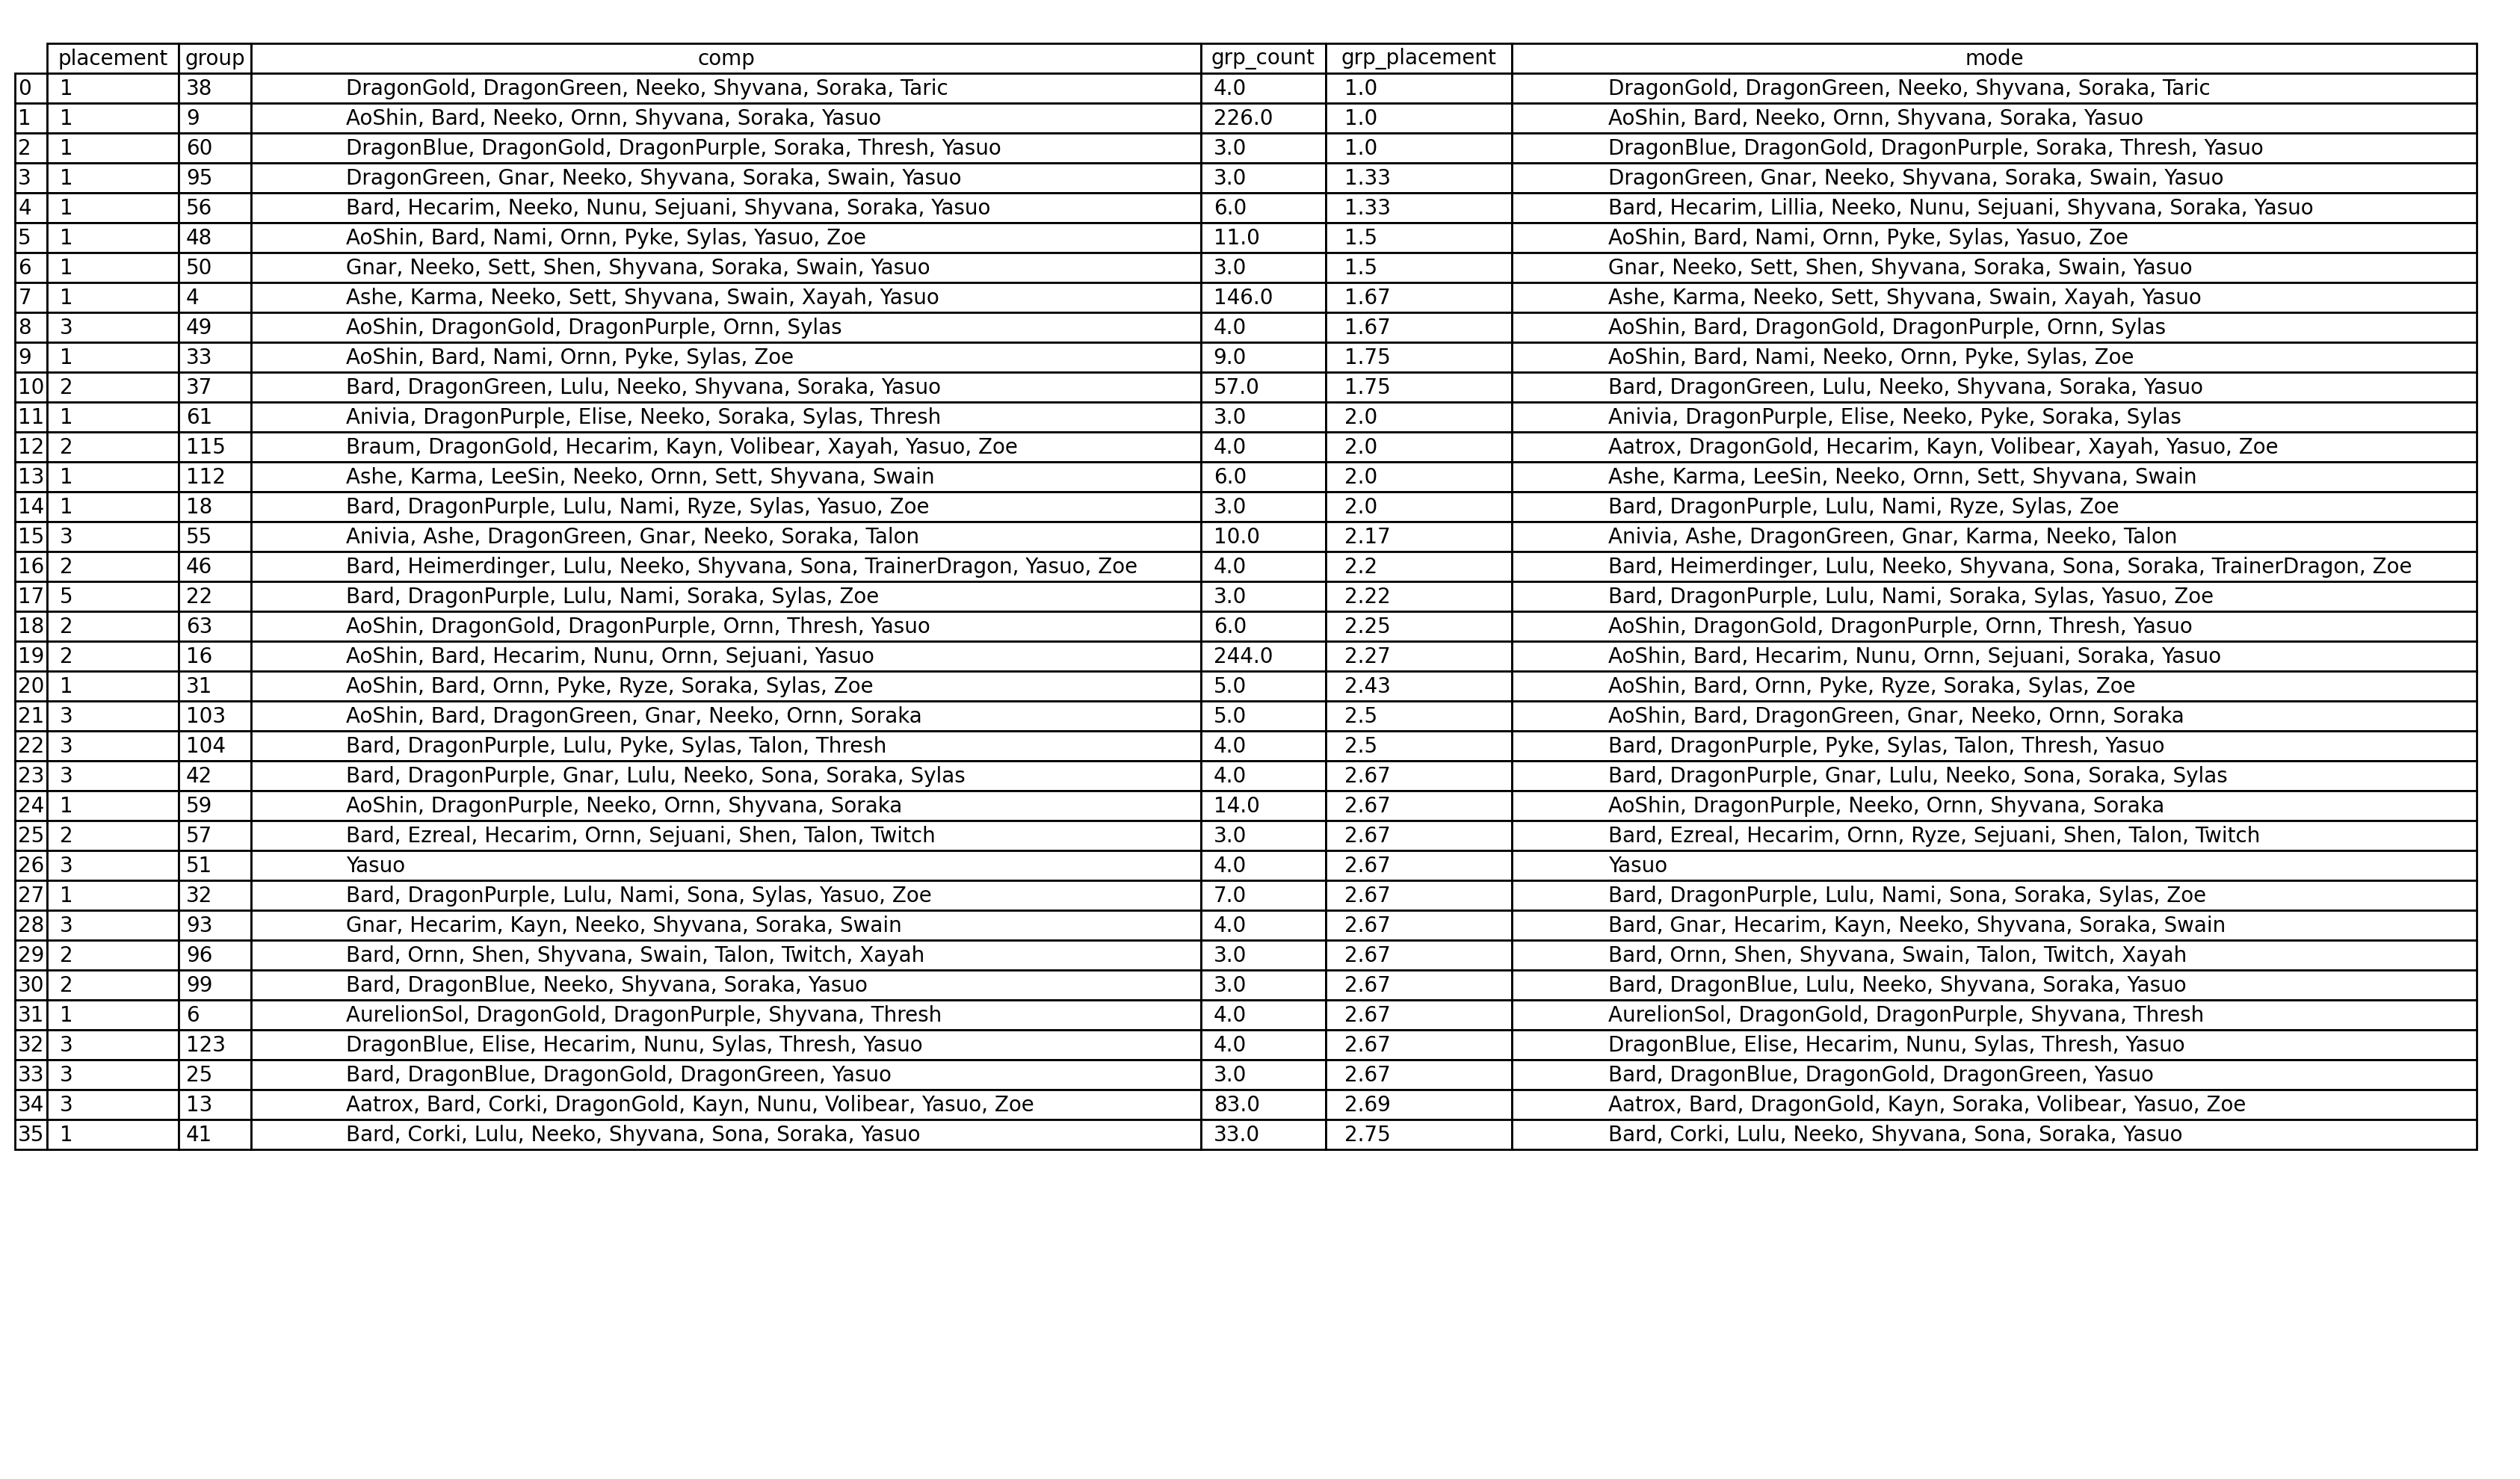 placement group comp grp_count grp_placement mode
0 1 38 DragonGold, DragonGreen, Neeko, Shyvana, Soraka, Taric 4.0 1.0 DragonGold, DragonGreen, Neeko, Shyvana, Soraka, Taric
1 1 9 AoShin, Bard, Neeko, Ornn, Shyvana, Soraka, Yasuo 226.0 1.0 AoShin, Bard, Neeko, Ornn, Shyvana, Soraka, Yasuo
2 1 60 DragonBlue, DragonGold, DragonPurple, Soraka, Thresh, Yasuo 3.0 1.0 DragonBlue, DragonGold, DragonPurple, Soraka, Thresh, Yasuo
3 1 95 DragonGreen, Gnar, Neeko, Shyvana, Soraka, Swain, Yasuo 3.0 1.33 DragonGreen, Gnar, Neeko, Shyvana, Soraka, Swain, Yasuo
4 1 56 Bard, Hecarim, Neeko, Nunu, Sejuani, Shyvana, Soraka, Yasuo 6.0 1.33 Bard, Hecarim, Lillia, Neeko, Nunu, Sejuani, Shyvana, Soraka, Yasuo
5 1 48 AoShin, Bard, Nami, Ornn, Pyke, Sylas, Yasuo, Zoe 11.0 1.5 AoShin, Bard, Nami, Ornn, Pyke, Sylas, Yasuo, Zoe
6 1 50 Gnar, Neeko, Sett, Shen, Shyvana, Soraka, Swain, Yasuo 3.0 1.5 Gnar, Neeko, Sett, Shen, Shyvana, Soraka, Swain, Yasuo
7 1 4 Ashe, Karma, Neeko, Sett, Shyvana, Swain, Xayah, Yasuo 146.0 1.67 Ashe, Karma, Neeko, Sett, Shyvana, Swain, Xayah, Yasuo
8 3 49 AoShin, DragonGold, DragonPurple, Ornn, Sylas 4.0 1.67 AoShin, Bard, DragonGold, DragonPurple, Ornn, Sylas
9 1 33 AoShin, Bard, Nami, Ornn, Pyke, Sylas, Zoe 9.0 1.75 AoShin, Bard, Nami, Neeko, Ornn, Pyke, Sylas, Zoe
10 2 37 Bard, DragonGreen, Lulu, Neeko, Shyvana, Soraka, Yasuo 57.0 1.75 Bard, DragonGreen, Lulu, Neeko, Shyvana, Soraka, Yasuo
11 1 61 Anivia, DragonPurple, Elise, Neeko, Soraka, Sylas, Thresh 3.0 2.0 Anivia, DragonPurple, Elise, Neeko, Pyke, Soraka, Sylas
12 2 115 Braum, DragonGold, Hecarim, Kayn, Volibear, Xayah, Yasuo, Zoe 4.0 2.0 Aatrox, DragonGold, Hecarim, Kayn, Volibear, Xayah, Yasuo, Zoe
13 1 112 Ashe, Karma, LeeSin, Neeko, Ornn, Sett, Shyvana, Swain 6.0 2.0 Ashe, Karma, LeeSin, Neeko, Ornn, Sett, Shyvana, Swain
14 1 18 Bard, DragonPurple, Lulu, Nami, Ryze, Sylas, Yasuo, Zoe 3.0 2.0 Bard, DragonPurple, Lulu, Nami, Ryze, Sylas, Zoe
15 3 55 Anivia, Ashe, DragonGreen, Gnar, Neeko, Soraka, Talon 10.0 2.17 Anivia, Ashe, DragonGreen, Gnar, Karma, Neeko, Talon
16 2 46 Bard, Heimerdinger, Lulu, Neeko, Shyvana, Sona, TrainerDragon, Yasuo, Zoe 4.0 2.2 Bard, Heimerdinger, Lulu, Neeko, Shyvana, Sona, Soraka, TrainerDragon, Zoe
17 5 22 Bard, DragonPurple, Lulu, Nami, Soraka, Sylas, Zoe 3.0 2.22 Bard, DragonPurple, Lulu, Nami, Soraka, Sylas, Yasuo, Zoe
18 2 63 AoShin, DragonGold, DragonPurple, Ornn, Thresh, Yasuo 6.0 2.25 AoShin, DragonGold, DragonPurple, Ornn, Thresh, Yasuo
19 2 16 AoShin, Bard, Hecarim, Nunu, Ornn, Sejuani, Yasuo 244.0 2.27 AoShin, Bard, Hecarim, Nunu, Ornn, Sejuani, Soraka, Yasuo
20 1 31 AoShin, Bard, Ornn, Pyke, Ryze, Soraka, Sylas, Zoe 5.0 2.43 AoShin, Bard, Ornn, Pyke, Ryze, Soraka, Sylas, Zoe
21 3 103 AoShin, Bard, DragonGreen, Gnar, Neeko, Ornn, Soraka 5.0 2.5 AoShin, Bard, DragonGreen, Gnar, Neeko, Ornn, Soraka
22 3 104 Bard, DragonPurple, Lulu, Pyke, Sylas, Talon, Thresh 4.0 2.5 Bard, DragonPurple, Pyke, Sylas, Talon, Thresh, Yasuo
23 3 42 Bard, DragonPurple, Gnar, Lulu, Neeko, Sona, Soraka, Sylas 4.0 2.67 Bard, DragonPurple, Gnar, Lulu, Neeko, Sona, Soraka, Sylas
24 1 59 AoShin, DragonPurple, Neeko, Ornn, Shyvana, Soraka 14.0 2.67 AoShin, DragonPurple, Neeko, Ornn, Shyvana, Soraka
25 2 57 Bard, Ezreal, Hecarim, Ornn, Sejuani, Shen, Talon, Twitch 3.0 2.67 Bard, Ezreal, Hecarim, Ornn, Ryze, Sejuani, Shen, Talon, Twitch
26 3 51 Yasuo 4.0 2.67 Yasuo
27 1 32 Bard, DragonPurple, Lulu, Nami, Sona, Sylas, Yasuo, Zoe 7.0 2.67 Bard, DragonPurple, Lulu, Nami, Sona, Soraka, Sylas, Zoe
28 3 93 Gnar, Hecarim, Kayn, Neeko, Shyvana, Soraka, Swain 4.0 2.67 Bard, Gnar, Hecarim, Kayn, Neeko, Shyvana, Soraka, Swain
29 2 96 Bard, Ornn, Shen, Shyvana, Swain, Talon, Twitch, Xayah 3.0 2.67 Bard, Ornn, Shen, Shyvana, Swain, Talon, Twitch, Xayah
30 2 99 Bard, DragonBlue, Neeko, Shyvana, Soraka, Yasuo 3.0 2.67 Bard, DragonBlue, Lulu, Neeko, Shyvana, Soraka, Yasuo
31 1 6 AurelionSol, DragonGold, DragonPurple, Shyvana, Thresh 4.0 2.67 AurelionSol, DragonGold, DragonPurple, Shyvana, Thresh
32 3 123 DragonBlue, Elise, Hecarim, Nunu, Sylas, Thresh, Yasuo 4.0 2.67 DragonBlue, Elise, Hecarim, Nunu, Sylas, Thresh, Yasuo
33 3 25 Bard, DragonBlue, DragonGold, DragonGreen, Yasuo 3.0 2.67 Bard, DragonBlue, DragonGold, DragonGreen, Yasuo
34 3 13 Aatrox, Bard, Corki, DragonGold, Kayn, Nunu, Volibear, Yasuo, Zoe 83.0 2.69 Aatrox, Bard, DragonGold, Kayn, Soraka, Volibear, Yasuo, Zoe
35 1 41 Bard, Corki, Lulu, Neeko, Shyvana, Sona, Soraka, Yasuo 33.0 2.75 Bard, Corki, Lulu, Neeko, Shyvana, Sona, Soraka, Yasuo